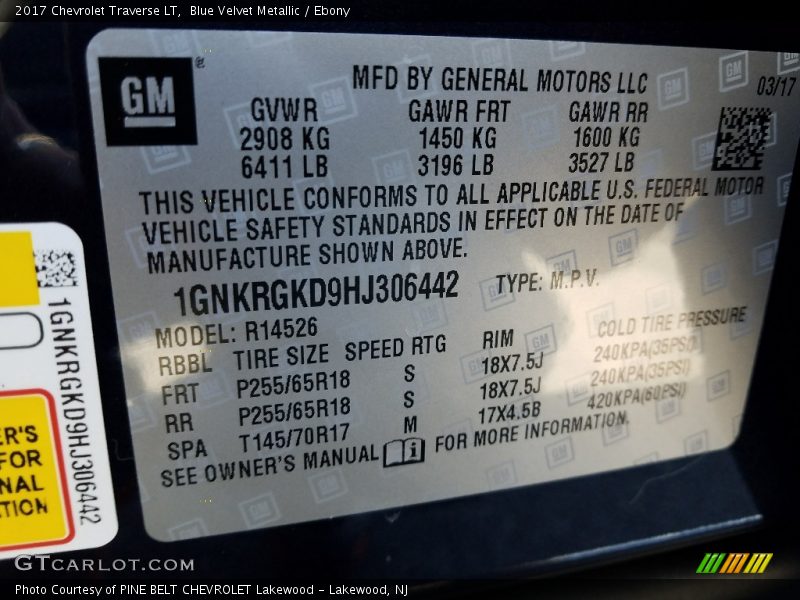 2017 Chevrolet Traverse LT, Blue Velvet Metallic / Ebony
GM ®
MFD BY GENERAL MOTORS LLC
03/17
GVWR GAWR FRT GAWR RR
2908 KG 1450 KG 1600 KG
6411 LB 3196 LB 3527 LB
THIS VEHICLE CONFORMS TO ALL APPLICABLE U.S. FEDERAL MOTOR
VEHICLE SAFETY STANDARDS IN EFFECT ON THE DATE OF
MANUFACTURE SHOWN ABOVE.
1GNKRGKD9HJ306442 TYPE: M.P.V.
MODEL: R14526
RBBL TIRE SIZE SPEED RTG RIM COLD TIRE PRESSURE
FRT P255/65R18 S 18X7.5J 240KPA(35PSI)
RR P255/65R18 S 18X7.5J 240KPA(35PSI)
SPA T145/70R17 M 17X4.5B 420KPA(60PSI)
SEE OWNER'S MANUAL i FOR MORE INFORMATION.
1GNKRGKD9HJ306442
ER'S
FOR
NAL
TION
GTCARLOT.COM
Photo Courtesy of PINE BELT CHEVROLET Lakewood - Lakewood, NJ